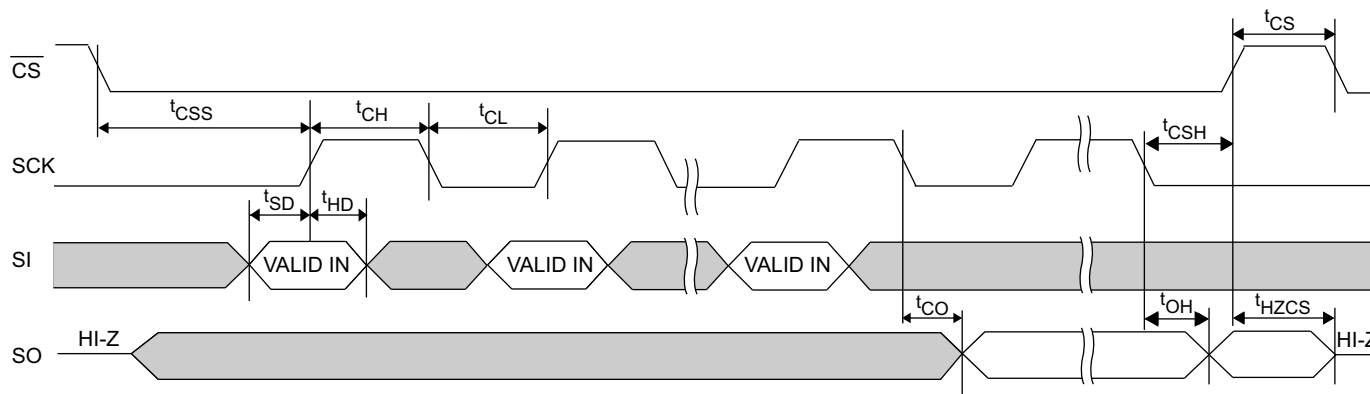 tCS
CS
tCSS
tCH
tCL
tCSH
SCK
tSD
tHD
SI
VALID IN
VALID IN
VALID IN
tCO
tOH
tHZCS
SO
HI-Z
HI-Z